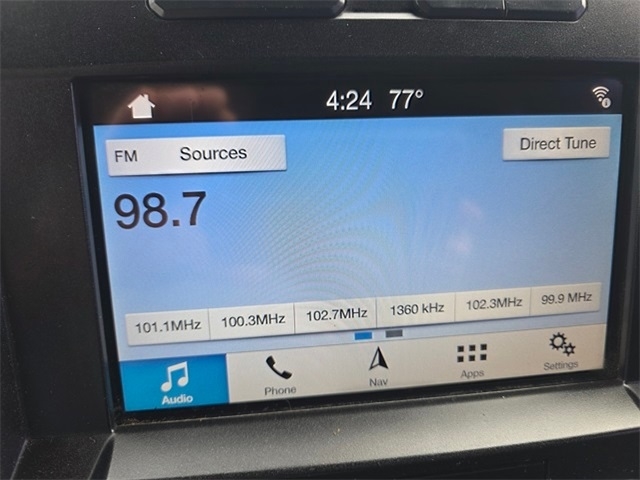 4:24 77°
FM Sources
Direct Tune
98.7
101.1MHz 100.3MHz 102.7MHz 1360 kHz 102.3MHz 99.9 MHz
Audio Phone Nav Apps Settings